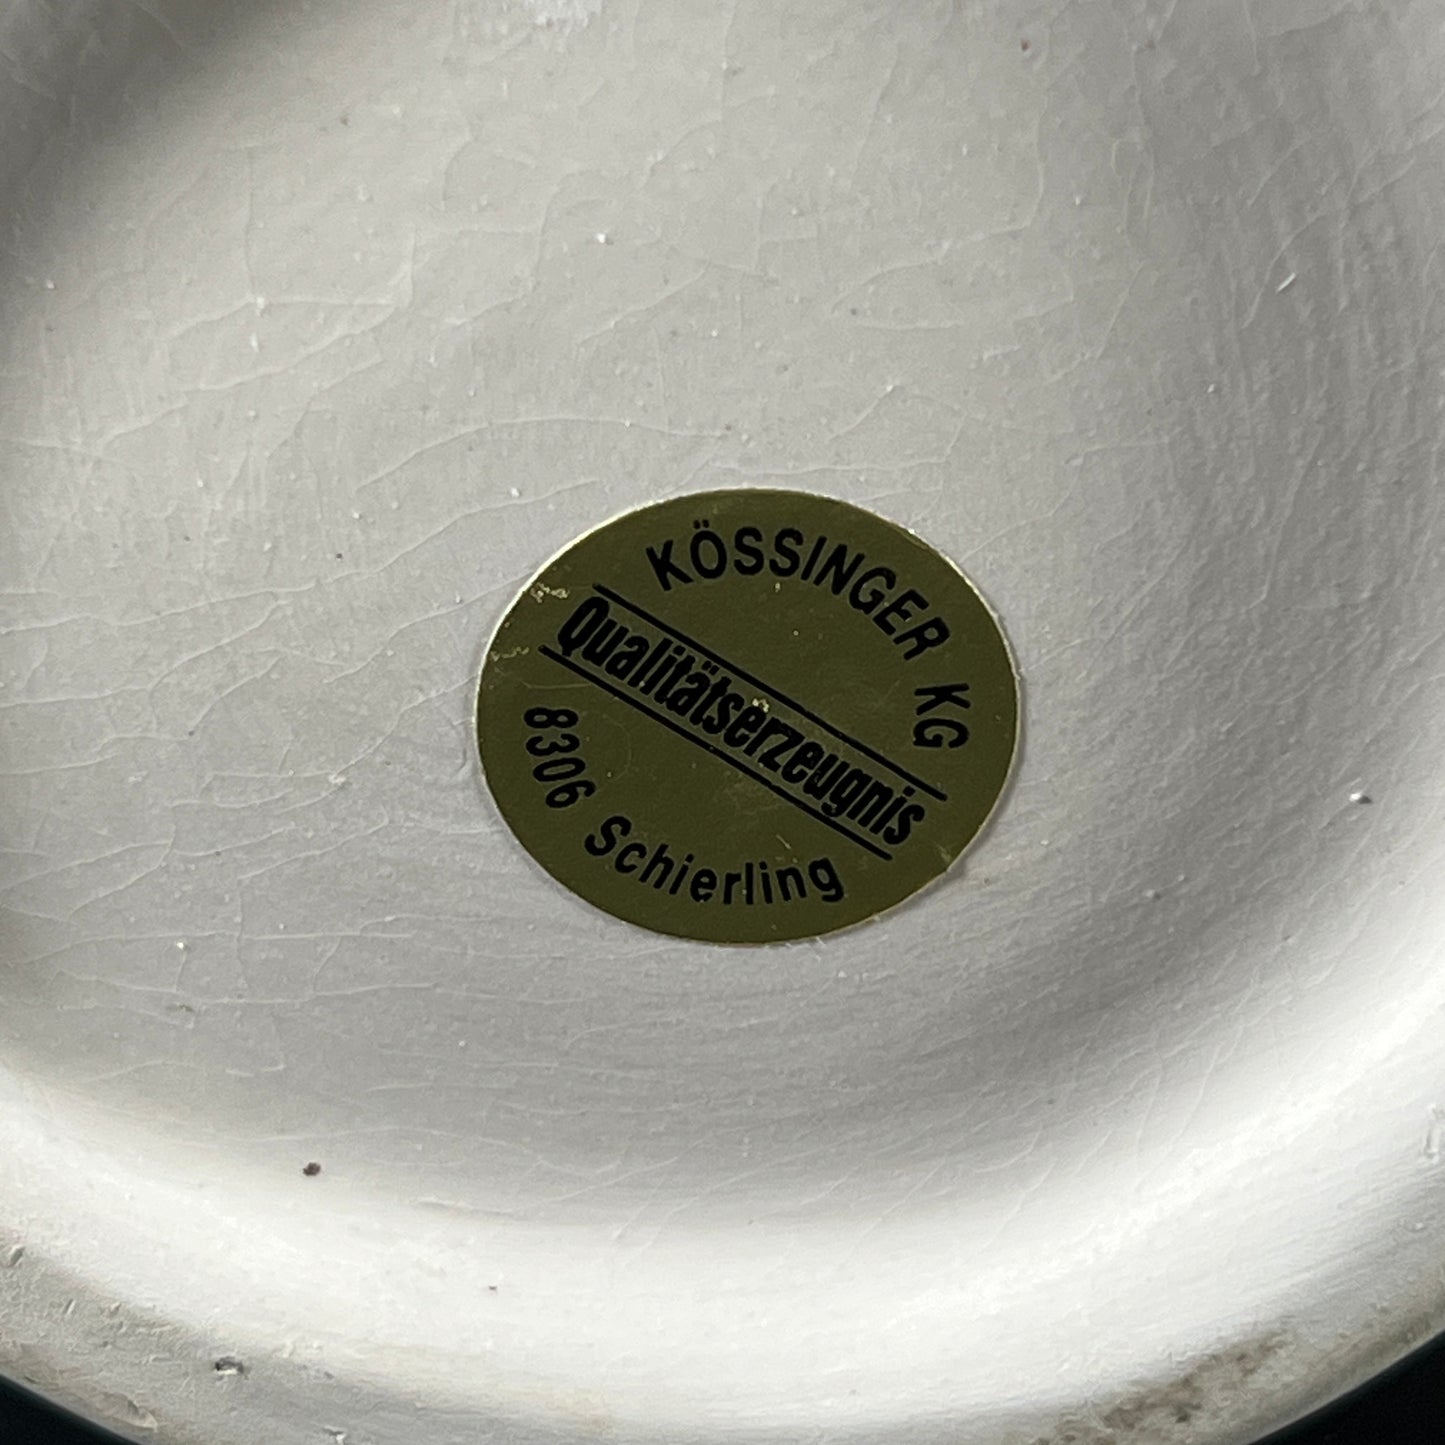 KÖSSINGER KG
Qualitätserzeugnis
8306 Schierling